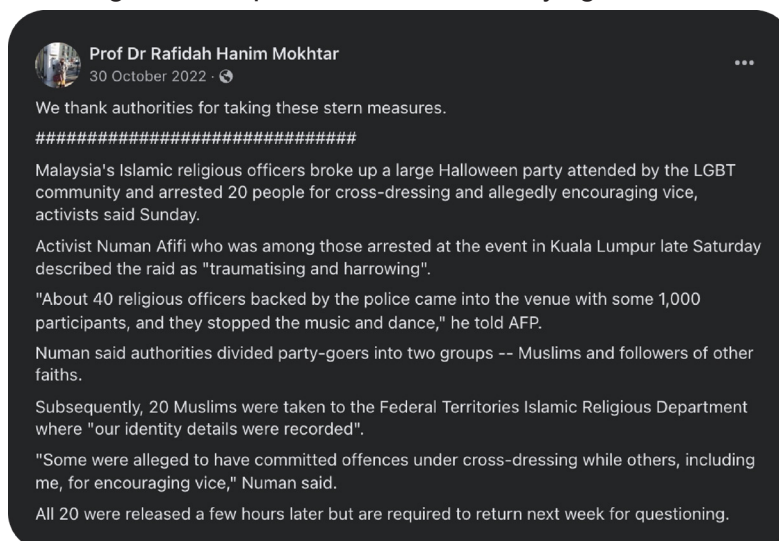 Prof Dr Rafidah Hanim Mokhtar
30 October 2022 ·
We thank authorities for taking these stern measures.
###############################
Malaysia's Islamic religious officers broke up a large Halloween party attended by the LGBT
community and arrested 20 people for cross-dressing and allegedly encouraging vice,
activists said Sunday.
Activist Numan Afifi who was among those arrested at the event in Kuala Lumpur late Saturday
described the raid as "traumatising and harrowing".
"About 40 religious officers backed by the police came into the venue with some 1,000
participants, and they stopped the music and dance," he told AFP.
Numan said authorities divided party-goers into two groups -- Muslims and followers of other
faiths.
Subsequently, 20 Muslims were taken to the Federal Territories Islamic Religious Department
where "our identity details were recorded".
"Some were alleged to have committed offences under cross-dressing while others, including
me, for encouraging vice," Numan said.
All 20 were released a few hours later but are required to return next week for questioning.